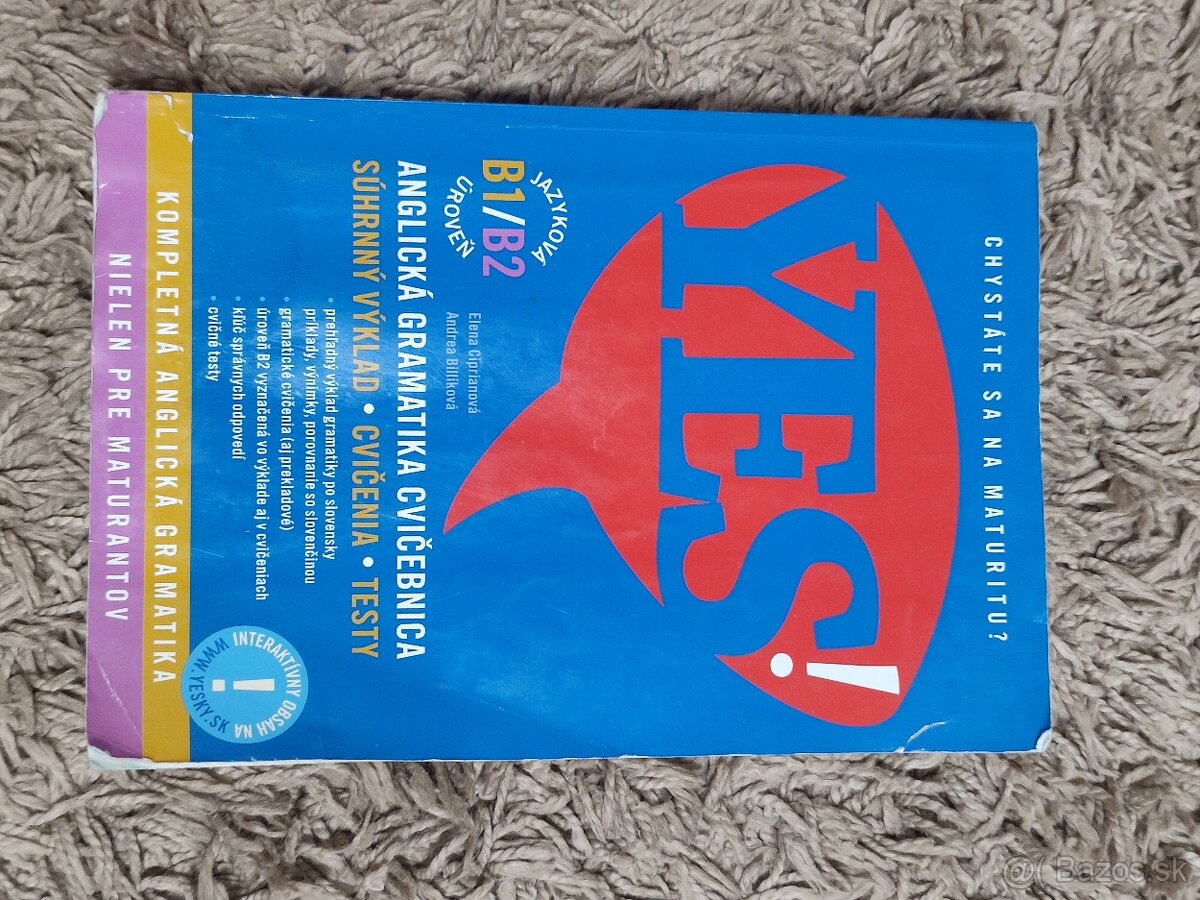 CHYSTÁTE SA NA MATURITU?
YES!
JAZYKOVÁ
B1/B2
ÚROVEŇ
Elena Ciprianová
Andrea Billíková
ANGLICKÁ GRAMATIKA CVIČEBNICA
SÚHRNNÝ VÝKLAD • CVIČENIA • TESTY
• prehľadný výklad gramatiky po slovensky
príklady, výnimky, porovnanie so slovenčinou
• gramatické cvičenia (aj prekladové)
• úroveň B2 vyznačená vo výklade aj v cvičeniach
• kľúč správnych odpovedí
• cvičné testy
INTERAKTÍVNY OBSAH NA
!
WWW.YESKY.SK
KOMPLETNÁ ANGLICKÁ GRAMATIKA
NIELEN PRE MATURANTOV
@( Bazos.sk